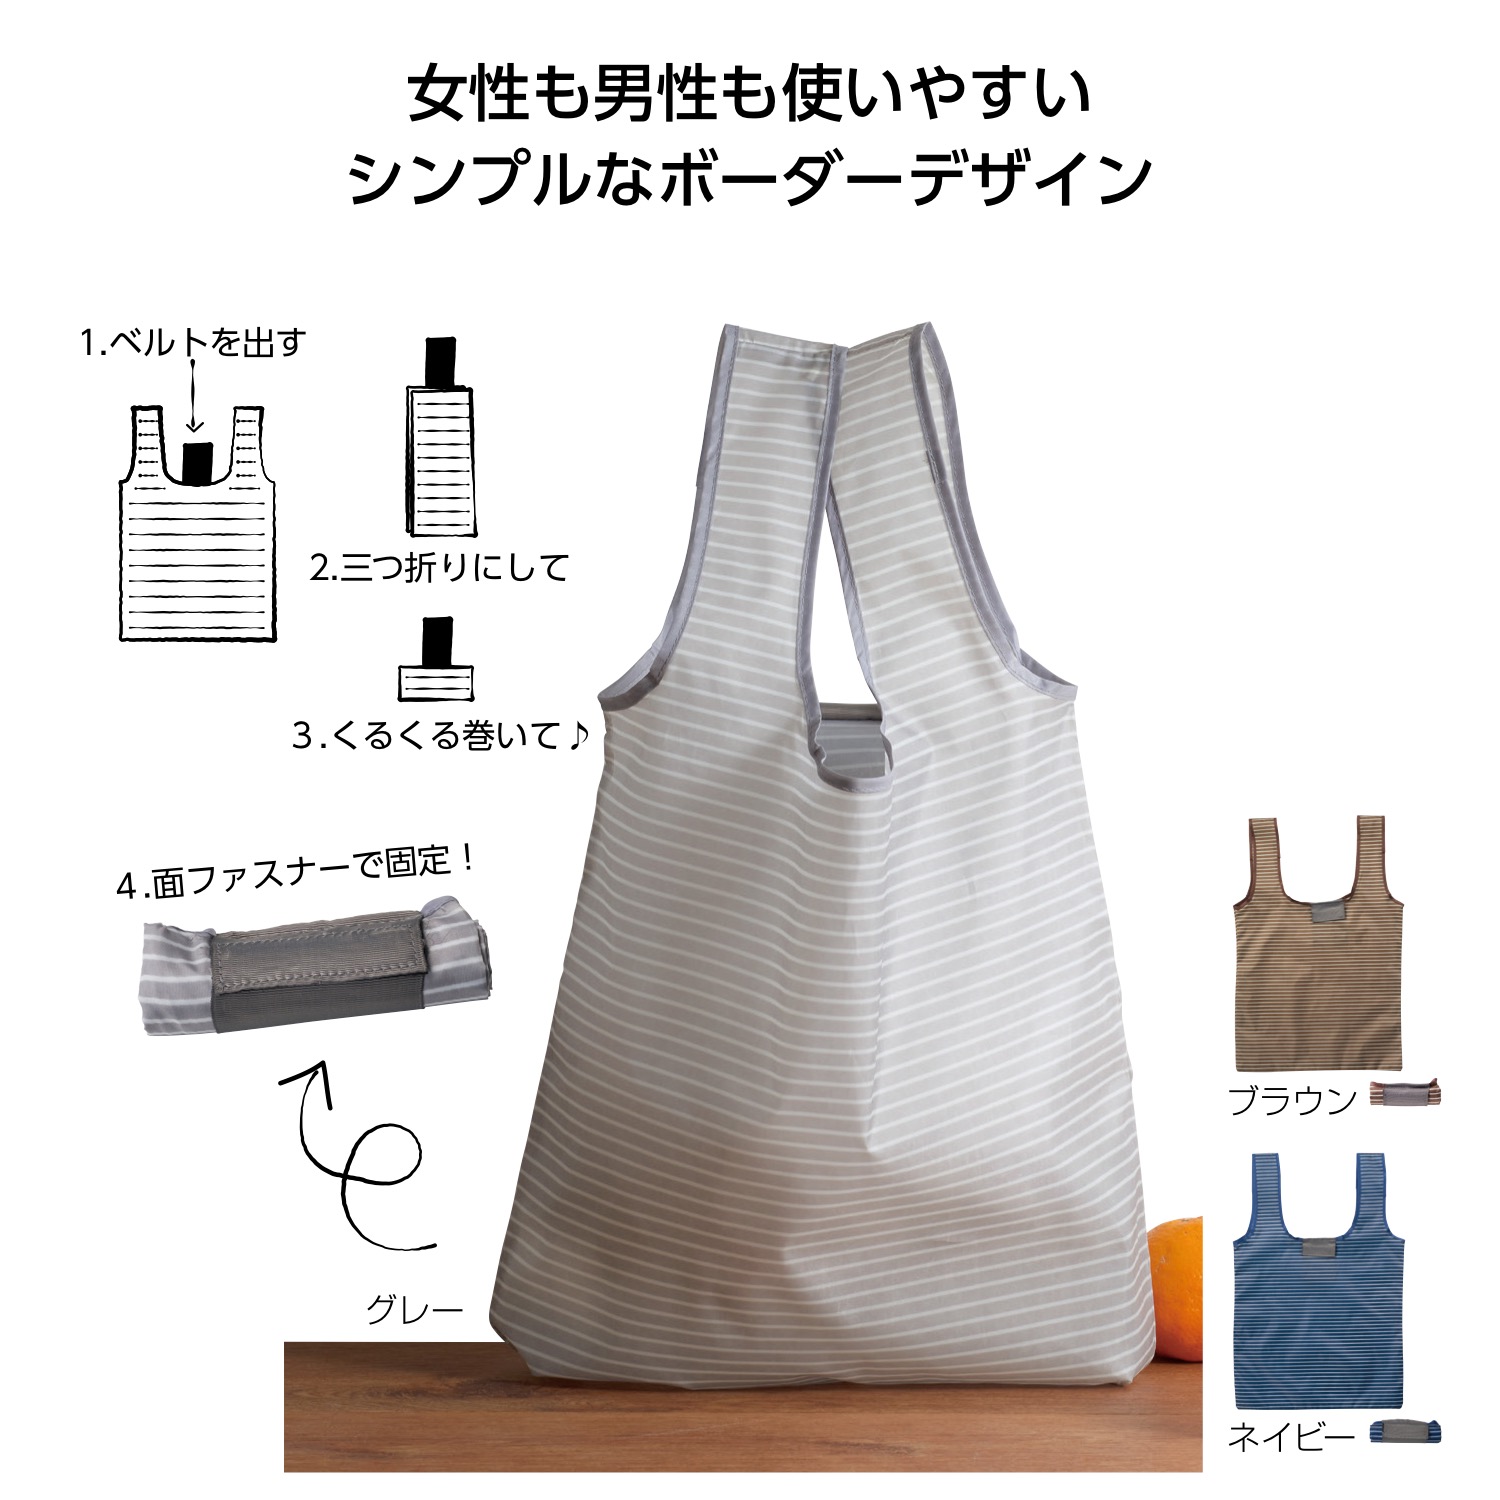 女性も男性も使いやすい
シンプルなボーダーデザイン
1.ベルトを出す
2.三つ折りにして
3.くるくる巻いて♪
4.面ファスナーで固定！
グレー
ブラウン
ネイビー